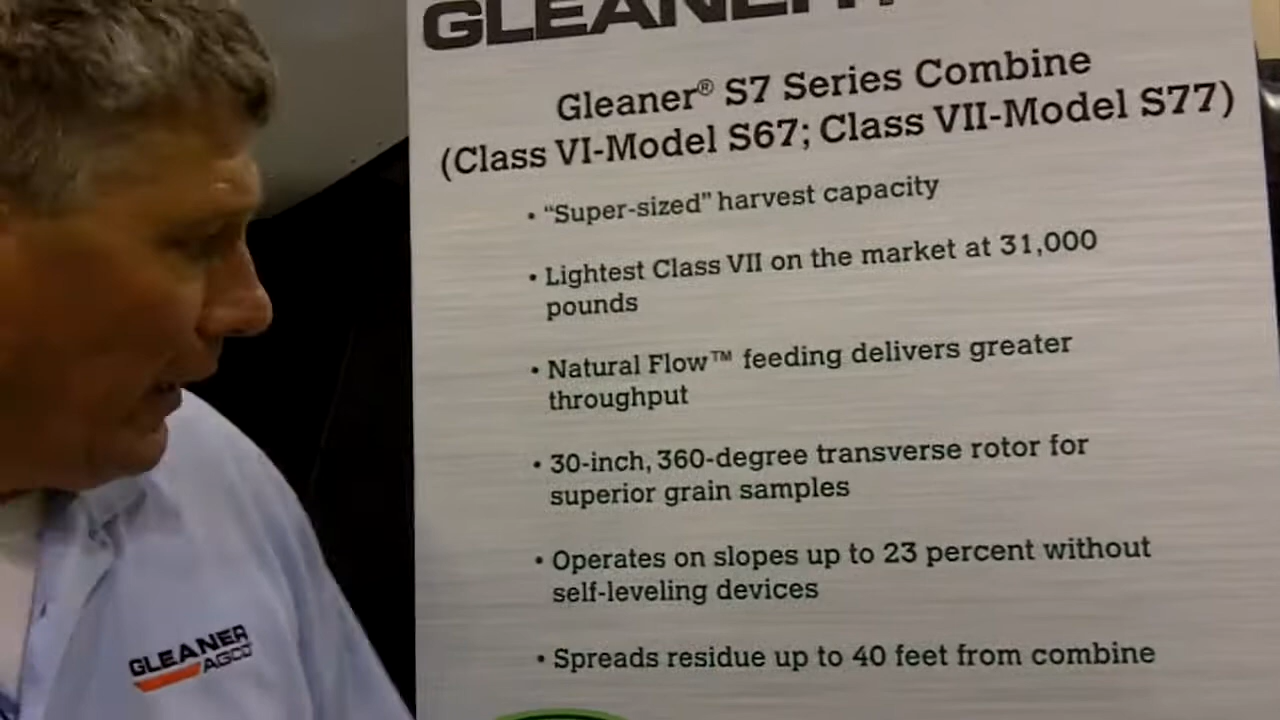 GLEANER
Gleaner® S7 Series Combine
(Class VI-Model S67; Class VII-Model S77)
• “Super-sized” harvest capacity
• Lightest Class VII on the market at 31,000
pounds
• Natural Flow™ feeding delivers greater
throughput
• 30-inch, 360-degree transverse rotor for
superior grain samples
• Operates on slopes up to 23 percent without
self-leveling devices
• Spreads residue up to 40 feet from combine
GLEANER
AGCO